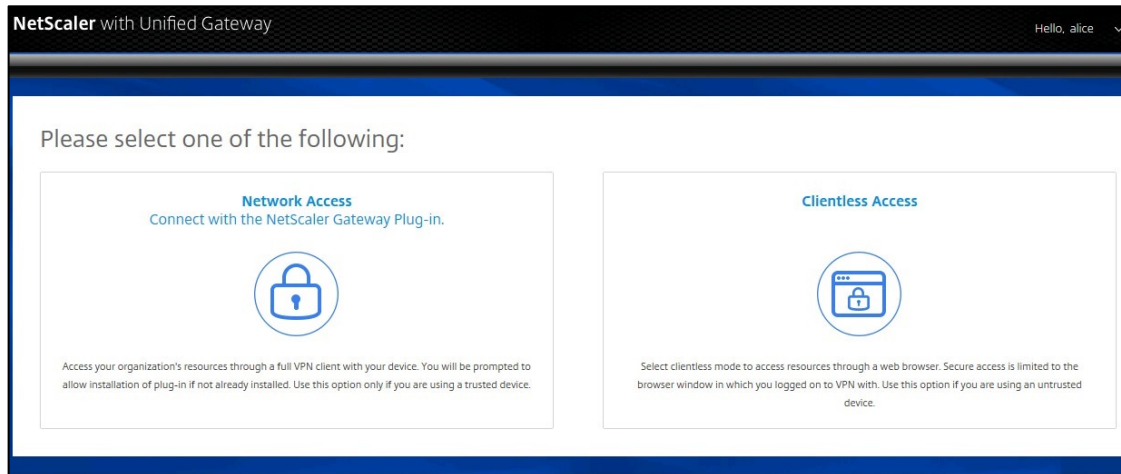 NetScaler with Unified Gateway
Hello, alice
Please select one of the following:
Network Access
Connect with the NetScaler Gateway Plug-in.
Access your organization's resources through a full VPN client with your device. You will be prompted to
allow installation of plug-in if not already installed. Use this option only if you are using a trusted device.
Clientless Access
Select clientless mode to access resources through a web browser. Secure access is limited to the
browser window in which you logged on to VPN with. Use this option if you are using an untrusted
device.